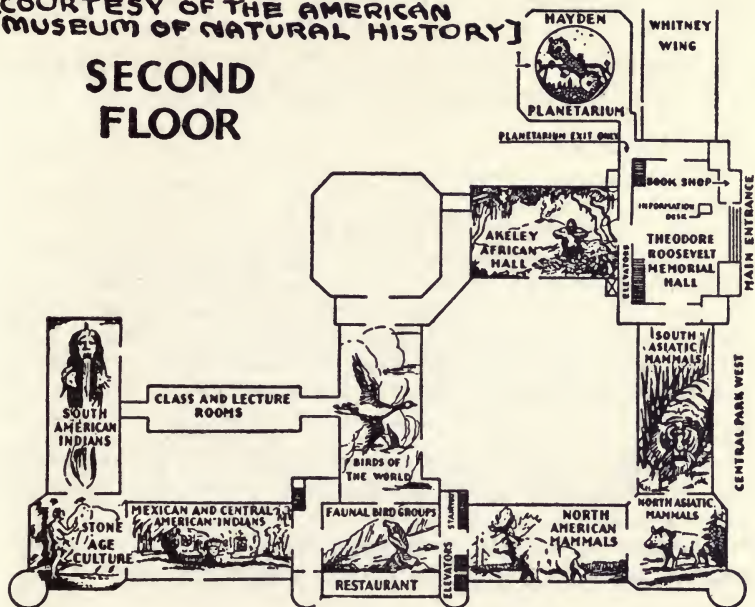 [COURTESY OF THE AMERICAN
MUSEUM OF NATURAL HISTORY]
SECOND
FLOOR
HAYDEN
PLANETARIUM
WHITNEY
WING
PLANETARIUM EXIT ONLY
BOOK SHOP
INFORMATION
DESK
THEODORE
ROOSEVELT
MEMORIAL
HALL
MAIN ENTRANCE
ELEVATORS
AKELEY
AFRICAN
HALL
SOUTH
ASIATIC
MAMMALS
CENTRAL PARK WEST
SOUTH
AMERICAN
INDIANS
CLASS AND LECTURE
ROOMS
BIRDS OF
THE WORLD
STONE
AGE
CULTURE
MEXICAN AND CENTRAL
AMERICAN INDIANS
FAUNAL BIRD GROUPS
RESTAURANT
STAIRWAY
ELEVATORS
NORTH
AMERICAN
MAMMALS
NORTH ASIATIC
MAMMALS